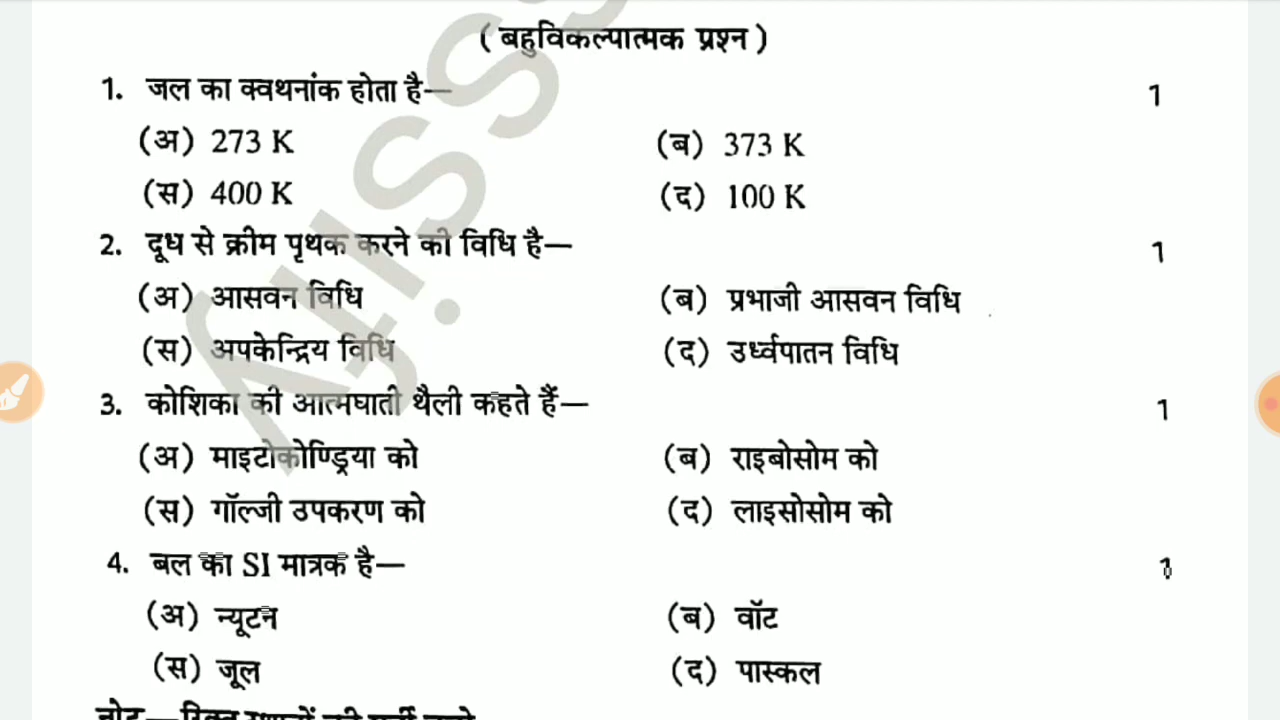 ( बहुविकल्पात्मक प्रश्न )
1. जल का क्वथनांक होता है— 1
(अ) 273 K (ब) 373 K
(स) 400 K (द) 100 K
2. दूध से क्रीम पृथक करने की विधि है— 1
(अ) आसवन विधि (ब) प्रभाजी आसवन विधि
(स) अपकेन्द्रिय विधि (द) उर्ध्वपातन विधि
3. कोशिका की आत्मघाती थैली कहते हैं— 1
(अ) माइटोकोण्ड्रिया को (ब) राइबोसोम को
(स) गॉल्जी उपकरण को (द) लाइसोसोम को
4. बल का SI मात्रक है— 1
(अ) न्यूटन (ब) वॉट
(स) जूल (द) पास्कल